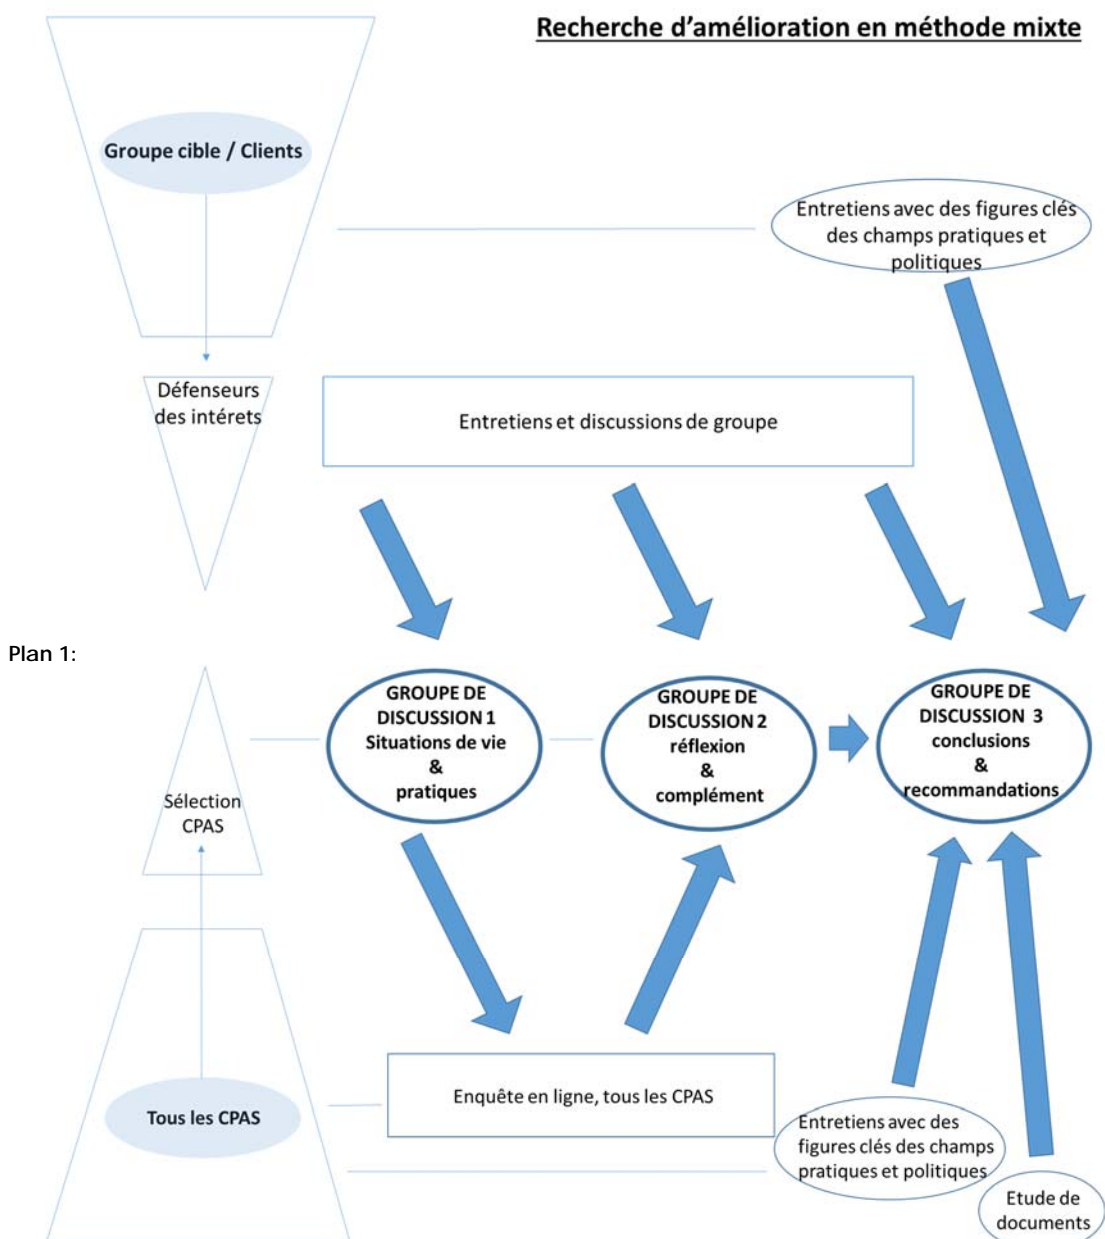 Recherche d’amélioration en méthode mixte
Groupe cible / Clients
Entretiens avec des figures clés
des champs pratiques et
politiques
Défenseurs
des intérets
Entretiens et discussions de groupe
Plan 1:
GROUPE DE
DISCUSSION 1
Situations de vie
&
pratiques
GROUPE DE
DISCUSSION 2
réflexion
&
complément
GROUPE DE
DISCUSSION 3
conclusions
&
recommandations
Sélection
CPAS
Enquête en ligne, tous les CPAS
Tous les CPAS
Entretiens avec des
figures clés des champs
pratiques et politiques
Etude de
documents